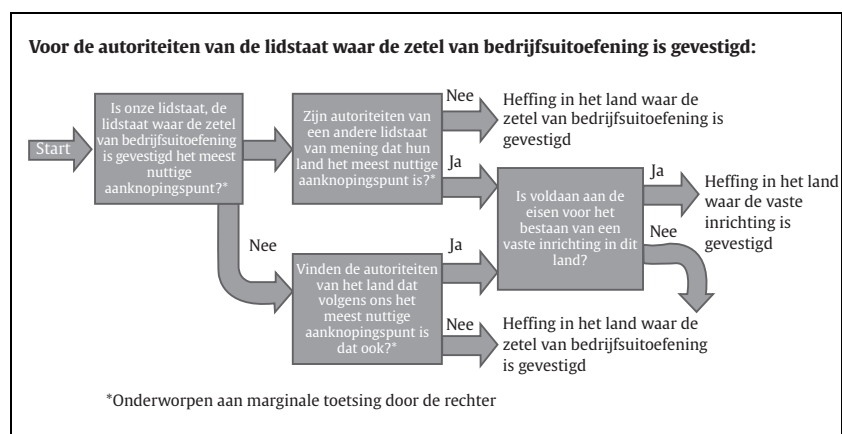 Voor de autoriteiten van de lidstaat waar de zetel van bedrijfsuitoefening is gevestigd:
Start
Is onze lidstaat, de
lidstaat waar de zetel
van bedrijfsuitoefening
is gevestigd het meest
nuttige
aanknopingspunt?*
Zijn autoriteiten van
een andere lidstaat
van mening dat hun
land het meest nuttige
aanknopingspunt is?*
Nee
Heffing in het land waar de
zetel van bedrijfsuitoefening is
gevestigd
Ja
Is voldaan aan de
eisen voor het
bestaan van een
vaste inrichting in dit
land?
Ja
Heffing in het land
waar de vaste
inrichting is
gevestigd
Nee
Nee
Vinden de autoriteiten
van het land dat
volgens ons het
meest nuttige
aanknopingspunt is
dat ook?*
Ja
Nee
Heffing in het land waar de
zetel van bedrijfsuitoefening
is gevestigd
*Onderworpen aan marginale toetsing door de rechter